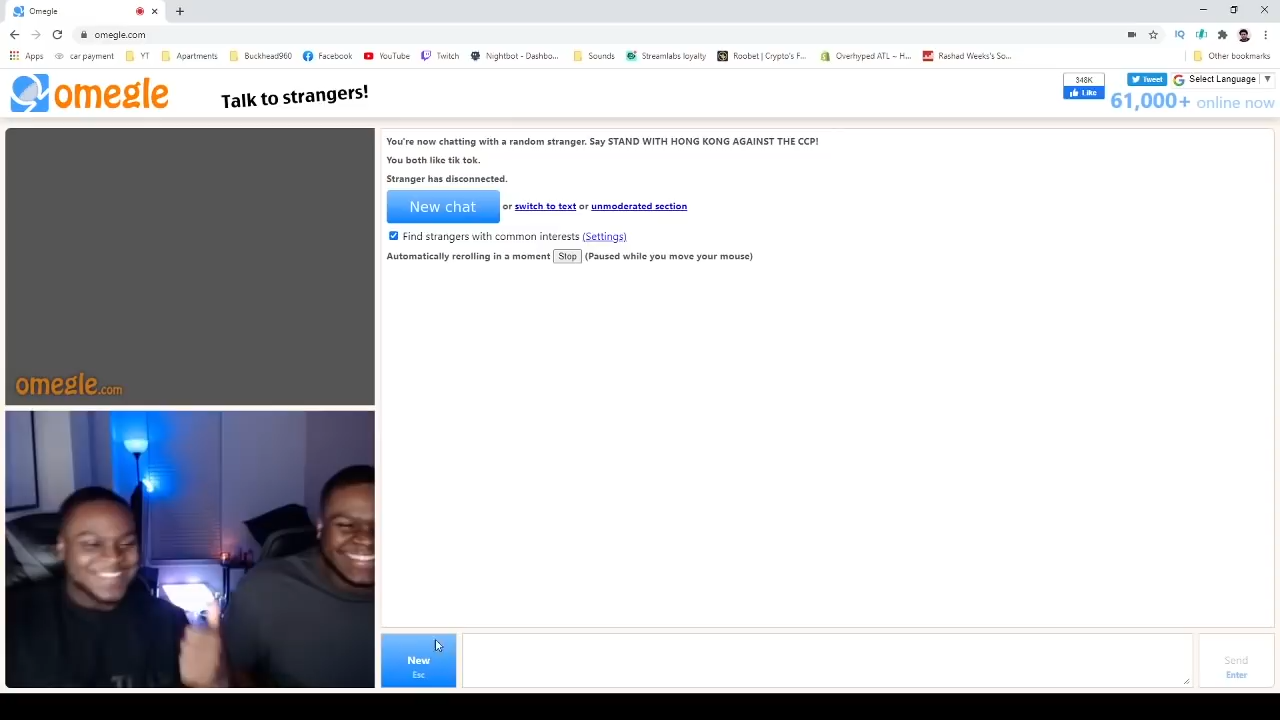 Omegle
omegle.com
Apps car payment YT Apartments Buckhead960 Facebook YouTube Twitch Nightbot - Dashbo... Sounds Streamlabs loyalty Roobet | Crypto's F... Overhyped ATL ~ H... Rashad Weeks's So... Other bookmarks
omegle Talk to strangers! 348K Like Tweet Select Language
61,000+ online now
You're now chatting with a random stranger. Say STAND WITH HONG KONG AGAINST THE CCP!
You both like tik tok.
Stranger has disconnected.
New chat or switch to text or unmoderated section
Find strangers with common interests (Settings)
Automatically rerolling in a moment Stop (Paused while you move your mouse)
omegle.com
New
Esc
Send
Enter